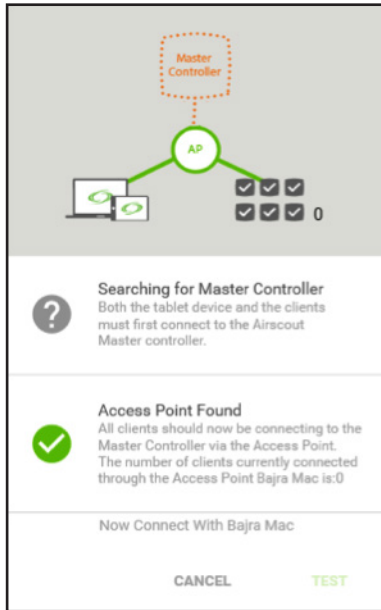 Master
Controller
AP
0
Searching for Master Controller
Both the tablet device and the clients
must first connect to the Airscout
Master controller.
Access Point Found
All clients should now be connecting to the
Master Controller via the Access Point.
The number of clients currently connected
through the Access Point Bajra Mac is:0
Now Connect With Bajra Mac
CANCEL TEST